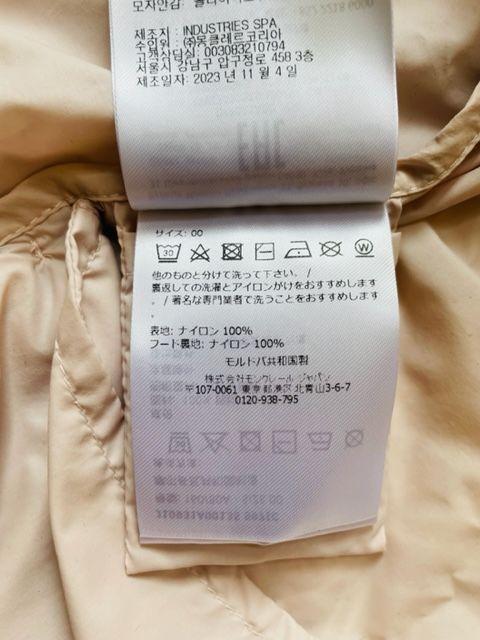 제조자 : INDUSTRIES SPA
수입원 : ㈜몽클레르코리아
고객상담실: 003083210794
서울시 강남구 압구정로 458 3층
제조일자 : 2023 년 11 월 4 일
サイズ: 00
30
W
他のものと分けて洗って下さい。/
裏返しての洗濯とアイロンがけをおすすめします
。/ 著名な専門業者で洗うことをおすすめします
。
表地: ナイロン 100%
フード裏地: ナイロン 100%
モルドバ共和国製
株式会社モンクレール ジャパン
〒107-0061 東京都港区北青山3-6-7
0120-938-795